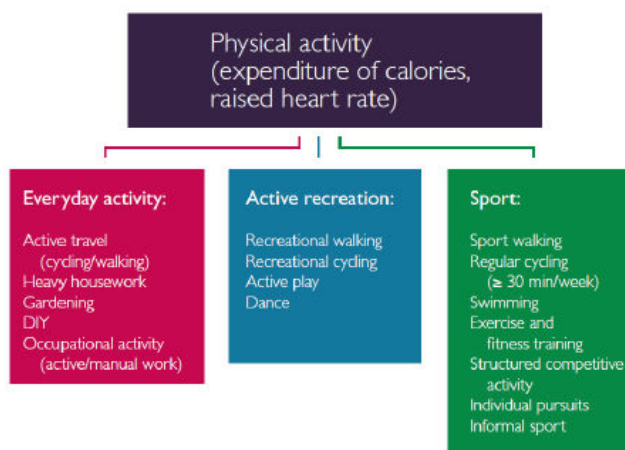 Physical activity
(expenditure of calories,
raised heart rate)
Everyday activity:
Active travel
(cycling/walking)
Heavy housework
Gardening
DIY
Occupational activity
(active/manual work)
Active recreation:
Recreational walking
Recreational cycling
Active play
Dance
Sport:
Sport walking
Regular cycling
(≥ 30 min/week)
Swimming
Exercise and
fitness training
Structured competitive
activity
Individual pursuits
Informal sport